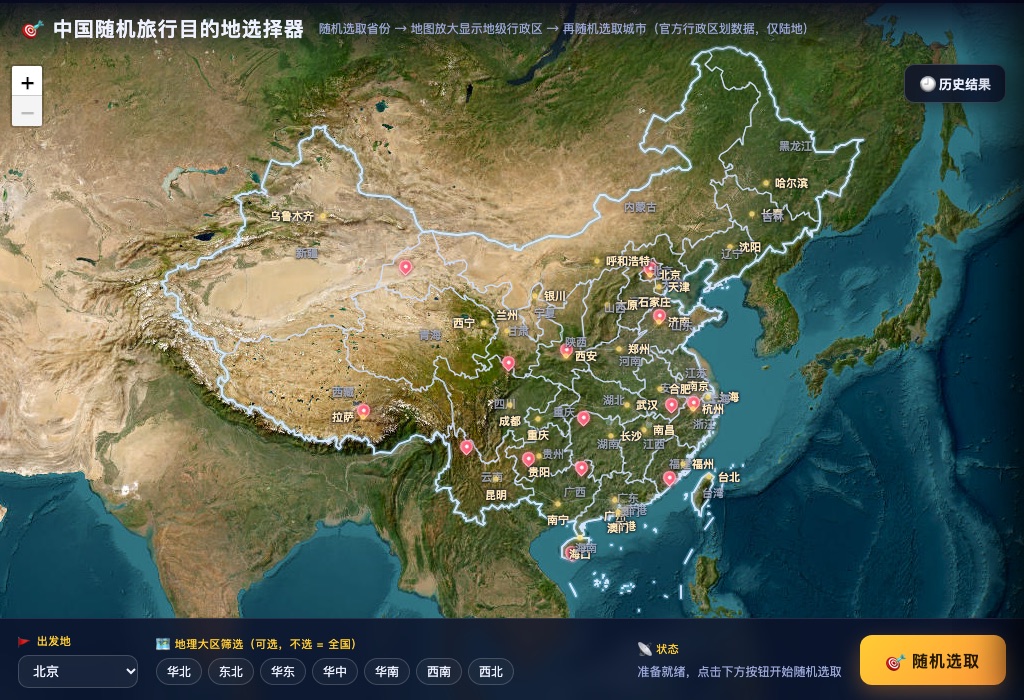 中国随机旅行目的地选择器
随机选取省份 → 地图放大显示地级行政区 → 再随机选取城市（官方行政区划数据，仅陆地）
+
−
历史结果
黑龙江
哈尔滨
内蒙古
吉林
乌鲁木齐
新疆
沈阳
辽宁
呼和浩特
北京
天津
银川
宁夏
山西
石家庄
兰州
西宁
甘肃
青海
济南
陕西
西安
郑州
河南
江苏
南京
合肥
西藏
拉萨
四川
湖北
武汉
杭州
重庆
成都
浙江
重庆
长沙
南昌
湖南
江西
贵州
贵阳
福州
云南
台北
昆明
广西
台湾
广东
南宁
澳门
海口
海南
出发地
北京
地理大区筛选（可选，不选 = 全国）
华北 东北 华东 华中 华南 西南 西北
状态
准备就绪，点击下方按钮开始随机选取
随机选取